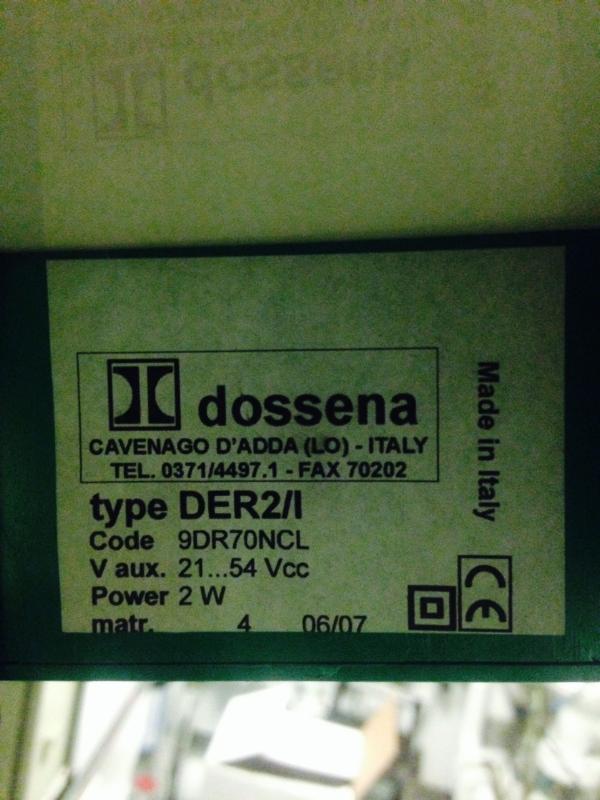 dossena
dossena
CAVENAGO D'ADDA (LO) - ITALY
TEL. 0371/4497.1 - FAX 70202
type DER2/I
Code 9DR70NCL
V aux. 21...54 Vcc
Power 2 W
matr. 4 06/07
Made in Italy
CE